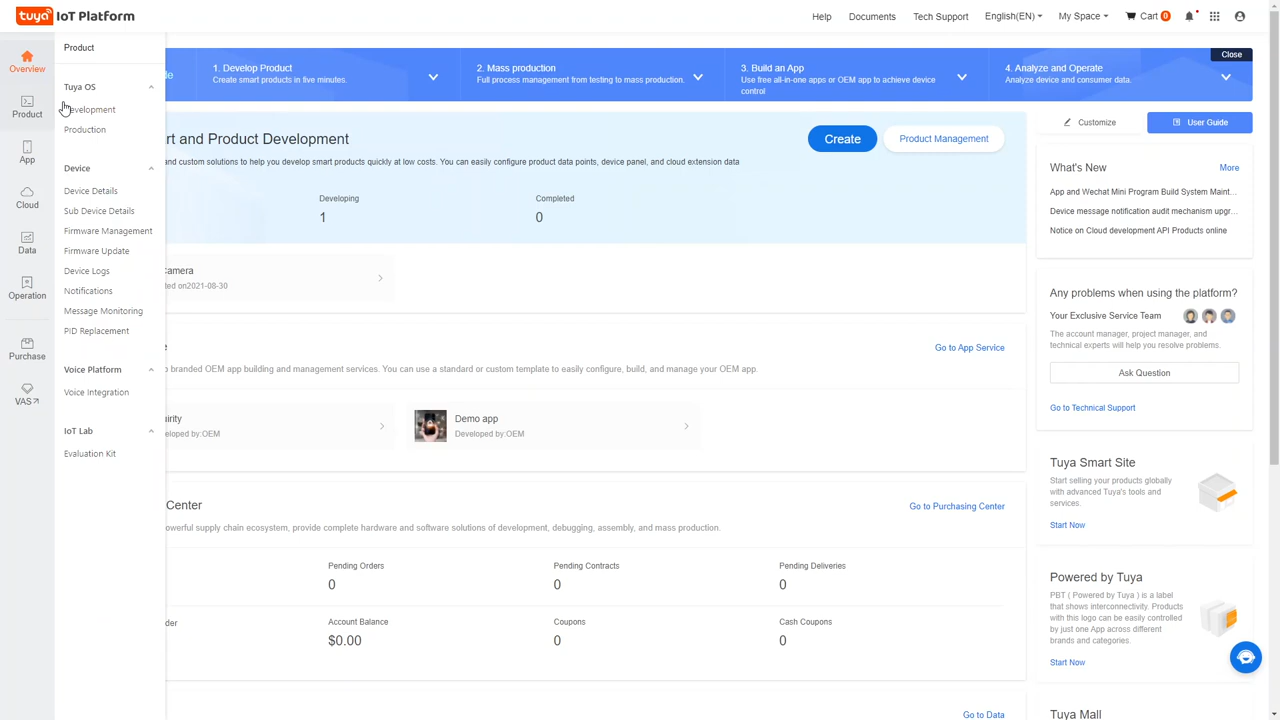 tuya IoT Platform
Help
Documents
Tech Support
English(EN)
My Space
Cart 0
Overview
Product
App
Cloud
Data
Operation
Purchase
VAS
Product
Tuya OS
evelopment
Production
Device
Device Details
Sub Device Details
Firmware Management
Firmware Update
Device Logs
Notifications
Message Monitoring
PID Replacement
Voice Platform
Voice Integration
IoT Lab
Evaluation Kit
de
1. Develop Product
Create smart products in five minutes.
2. Mass production
Full process management from testing to mass production.
3. Build an App
Use free all-in-one apps or OEM app to achieve device
control
4. Analyze and Operate
Analyze device and consumer data.
Close
rt and Product Development
Create
Product Management
and custom solutions to help you develop smart products quickly at low costs. You can easily configure product data points, device panel, and cloud extension data
Developing
Completed
1
0
Camera
ted on2021-08-30
e
Go to App Service
branded OEM app building and management services. You can use a standard or custom template to easily configure, build, and manage your OEM app.
uirity
eloped by:OEM
Demo app
Developed by:OEM
Center
Go to Purchasing Center
owerful supply chain ecosystem, provide complete hardware and software solutions of development, debugging, assembly, and mass production.
Pending Orders
Pending Contracts
Pending Deliveries
0
0
0
rder
Account Balance
Coupons
Cash Coupons
$0.00
0
0
Go to Data
Customize
User Guide
What's New
More
App and Wechat Mini Program Build System Maint...
Device message notification audit mechanism upgr...
Notice on Cloud development API Products online
Any problems when using the platform?
Your Exclusive Service Team
The account manager, project manager, and
technical experts will help you resolve problems.
Ask Question
Go to Technical Support
Tuya Smart Site
Start selling your products globally
with advanced Tuya's tools and
services.
Start Now
Powered by Tuya
PBT ( Powered by Tuya ) is a label
that shows interconnectivity. Products
with this logo can be easily controlled
by just one App across different
brands and categories.
Start Now
Tuya Mall